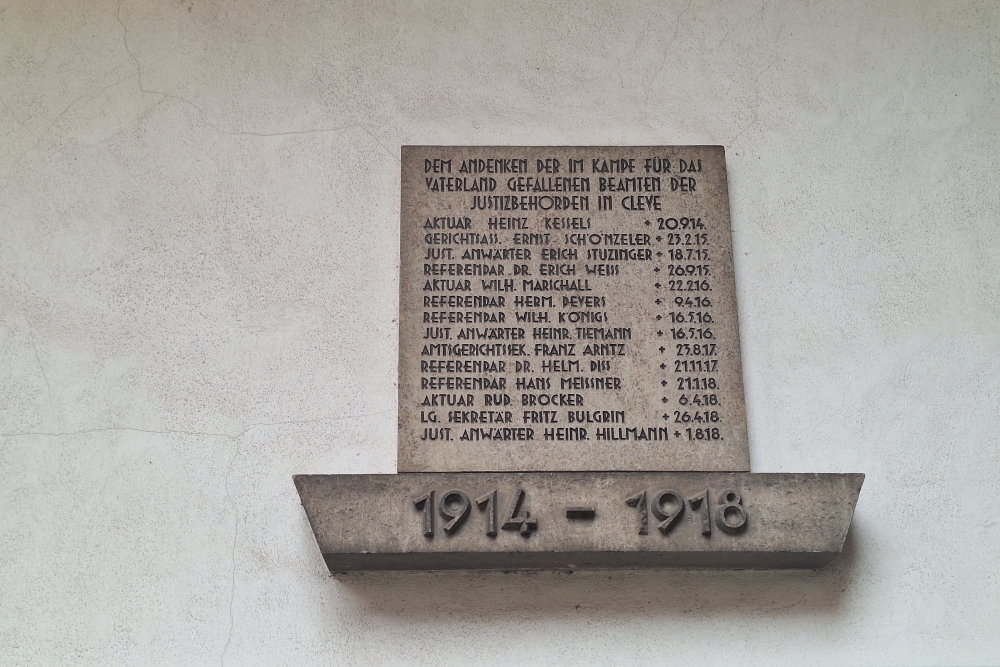 DEM ANDENKEN DER IM KAMPF FÜR DAS
VATERLAND GEFALLENEN BEAMTEN DER
JUSTIZBEHÖRDEN IN CLEVE
AKTUAR HEINZ KESSELS + 20.9.14.
GERICHTSASS. ERNST SCHÖNZELER + 23.2.15.
JUST. ANWÄRTER ERICH STUZINGER + 18.7.15.
REFERENDAR DR. ERICH WEISS + 26.9.15.
AKTUAR WILH. MARSCHALL + 22.2.16.
REFERENDAR HERM. DEVERS + 9.4.16.
REFERENDAR WILH. KÖNIGS + 16.5.16.
JUST. ANWÄRTER HEINR. TIEMANN + 16.5.16.
AMTSGERICHTSSEK. FRANZ ARNTZ + 23.8.17.
REFERENDAR DR. HELM. DISS + 21.11.17.
REFERENDAR HANS MEISSNER + 21.1.18.
AKTUAR RUD. BROCKER + 6.4.18.
LG. SEKRETÄR FRITZ BULGRIN + 26.4.18.
JUST. ANWÄRTER HEINR. HILLMANN + 1.8.18.
1914 - 1918